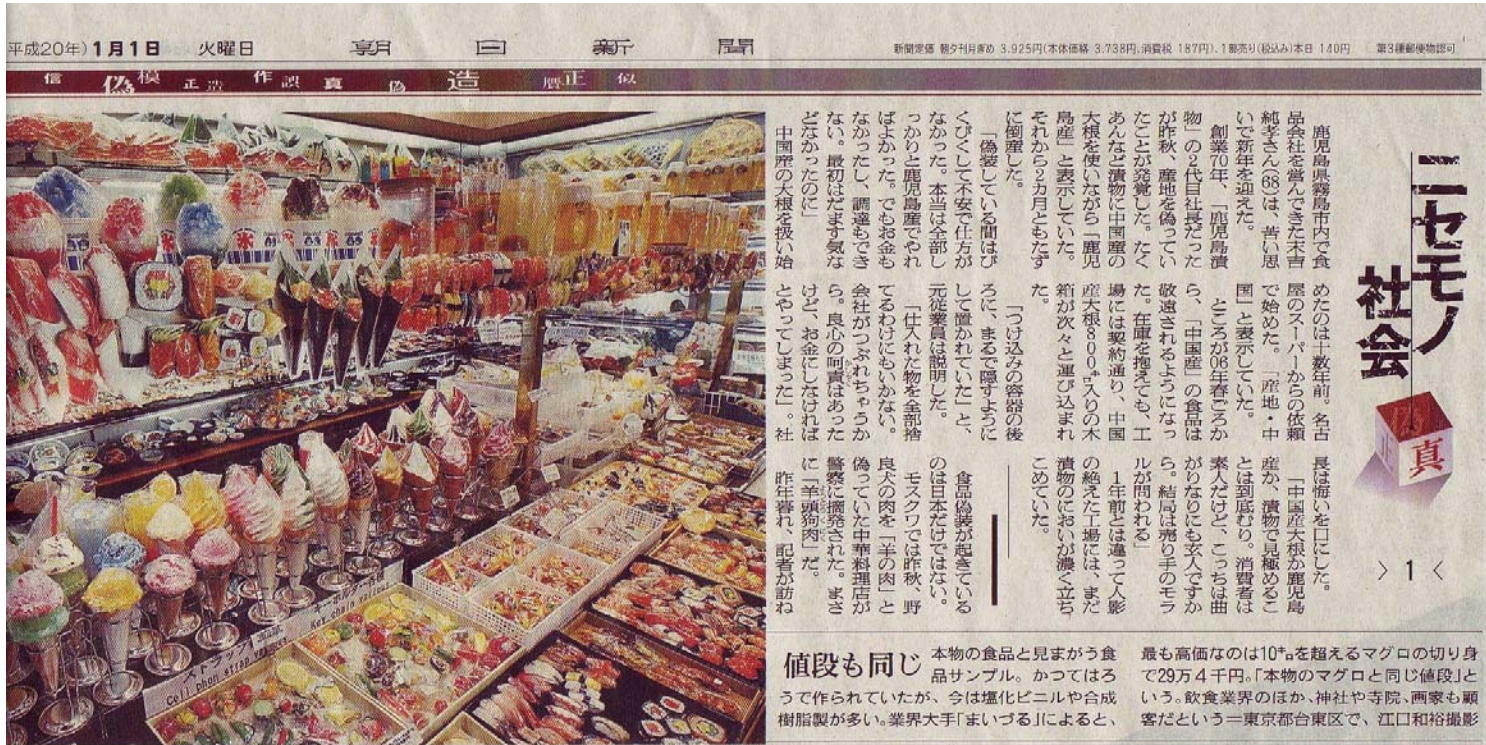 平成20年)1月1日 火曜日 朝日新聞 新聞定価 朝夕刊月ぎめ 3,925円(本体価格 3,738円、消費税 187円)、1部売り(税込み)本日 140円 第3種郵便物認可
信 偽 模 正 造 作 誤 真 偽 造 贋 正 似
ニセモノ
社会
偽
真
〉1〈
鹿児島県霧島市内で食
品会社を営んできた末吉
純孝さん(68)は、苦い思
いで新年を迎えた。
創業70年、「鹿児島漬
物」の2代目社長だった
が昨秋、産地を偽ってい
たことが発覚した。たく
あんなど漬物に中国産の
大根を使いながら「鹿児
島産」と表示していた。
それから2カ月ともたず
に倒産した。
「偽装している間はび
くびくして不安で仕方が
なかった。本当は全部し
っかりと鹿児島産でやれ
ばよかった。でもお金も
なかったし、調達もでき
ない。最初はだます気な
どなかったのに」
中国産の大根を扱い始
めたのは十数年前。名古
屋のスーパーからの依頼
で始めた。「産地・中
国」と表示していた。
ところが06年春ごろか
ら、「中国産」の食品は
敬遠されるようになっ
た。在庫を抱えても、工
場には契約通り、中国
産大根800㌔入りの木
箱が次々と運び込まれ
た。
「つけ込みの容器の後
ろに、まるで隠すように
して置かれていた」と、
元従業員は説明した。
「仕入れた物を全部捨
てるわけにもいかない。
会社がつぶれちゃうか
ら。良心の呵責はあった
けど、お金にしなければ
とやってしまった」。社
長は悔いを口にした。
「中国産大根か鹿児島
産か、漬物で見極めるこ
とは到底むり。消費者は
素人だけど、こっちは曲
がりなりにも玄人ですか
ら。結局は売り手のモラ
ルが問われる」
1年前とは違って人影
の絶えた工場には、まだ
漬物のにおいが濃く立ち
こめていた。
食品偽装が起きている
のは日本だけではない。
モスクワでは昨秋、野
良犬の肉を「羊の肉」と
偽っていた中華料理店が
警察に摘発された。まさ
に「羊頭狗肉」だ。
昨年暮れ、記者が訪ね
値段も同じ 本物の食品と見まがう食
品サンプル。かつてはろ
うで作られていたが、今は塩化ビニルや合成
樹脂製が多い。業界大手「まいづる」によると、
最も高価なのは10㌔を超えるマグロの切り身
で29万4千円。「本物のマグロと同じ値段」と
いう。飲食業界のほか、神社や寺院、画家も顧
客だという=東京都台東区で、江口和裕撮影
氷
キーホルダー
Key chain
ストラップ
Cell phon strap